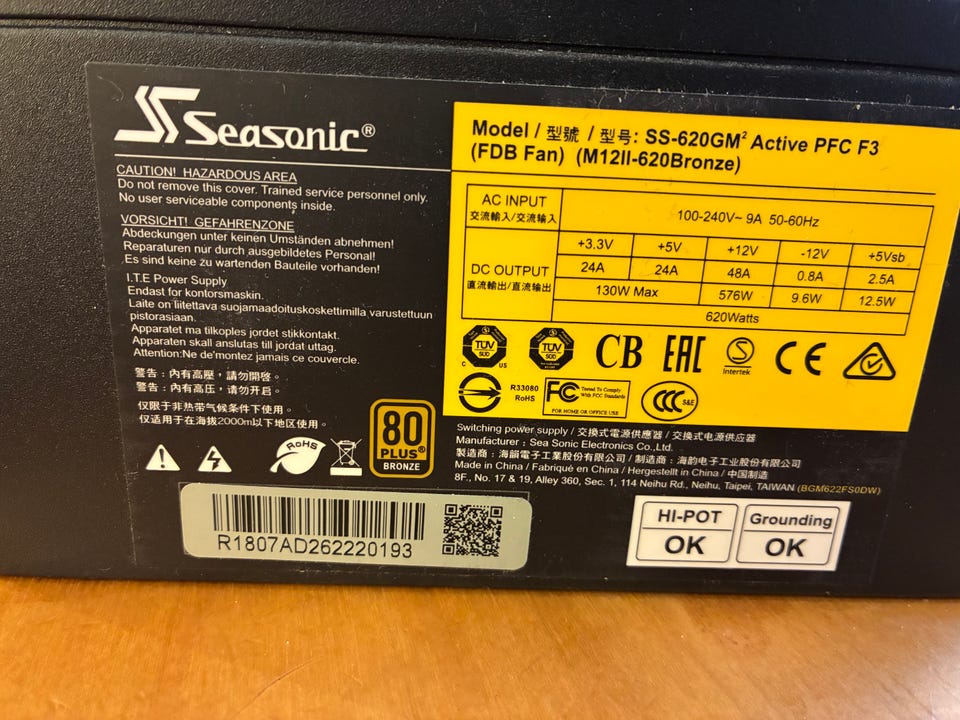 Seasonic®
CAUTION! HAZARDOUS AREA
Do not remove this cover. Trained service personnel only.
No user serviceable components inside.
VORSICHT! GEFAHRENZONE
Abdeckungen unter keinen Umständen abnehmen!
Reparaturen nur durch ausgebildetes Personal!
Es sind keine zu wartenden Bauteile vorhanden!
I.T.E Power Supply
Endast for kontorsmaskin.
Laite on liitettava suojamaadoituskoskettimilla varustettuun
pistorasiaan.
Apparatet ma tilkoples jordet stikkontakt.
Apparaten skall anslutas till jordat uttag.
Attention:Ne de'montez jamais ce couvercle.
警告：內有高壓，請勿開啓。
警告：内有高压，请勿开启。
仅限于非热带气候条件下使用。
仅适用于在海拔2000m以下地区使用。
RoHS
80
PLUS®
BRONZE
R1807AD262220193
Model / 型號 / 型号: SS-620GM² Active PFC F3
(FDB Fan) (M12II-620Bronze)
AC INPUT
交流輸入/交流输入
100-240V~ 9A 50-60Hz
DC OUTPUT
直流輸出/直流输出
+3.3V +5V +12V -12V +5Vsb
24A 24A 48A 0.8A 2.5A
130W Max 576W 9.6W 12.5W
620Watts
TÜV SÜD C US
TÜV SÜD
CB
EAC
S Intertek
CE
R33080
RoHS
FC Tested To Comply
With FCC Standards
FOR HOME OR OFFICE USE
CCC S&E
Switching power supply / 交換式電源供應器 / 交换式电源供应器
Manufacturer : Sea Sonic Electronics Co.,Ltd.
製造商：海韻電子工業股份有限公司 / 制造商：海韵电子工业股份有限公司
Made in China / Fabriqué en China / Hergestellt in China / 中国制造
8F., No. 17 & 19, Alley 360, Sec. 1, 114 Neihu Rd., Neihu, Taipei, TAIWAN (BGM622FS0DW)
HI-POT
OK
Grounding
OK